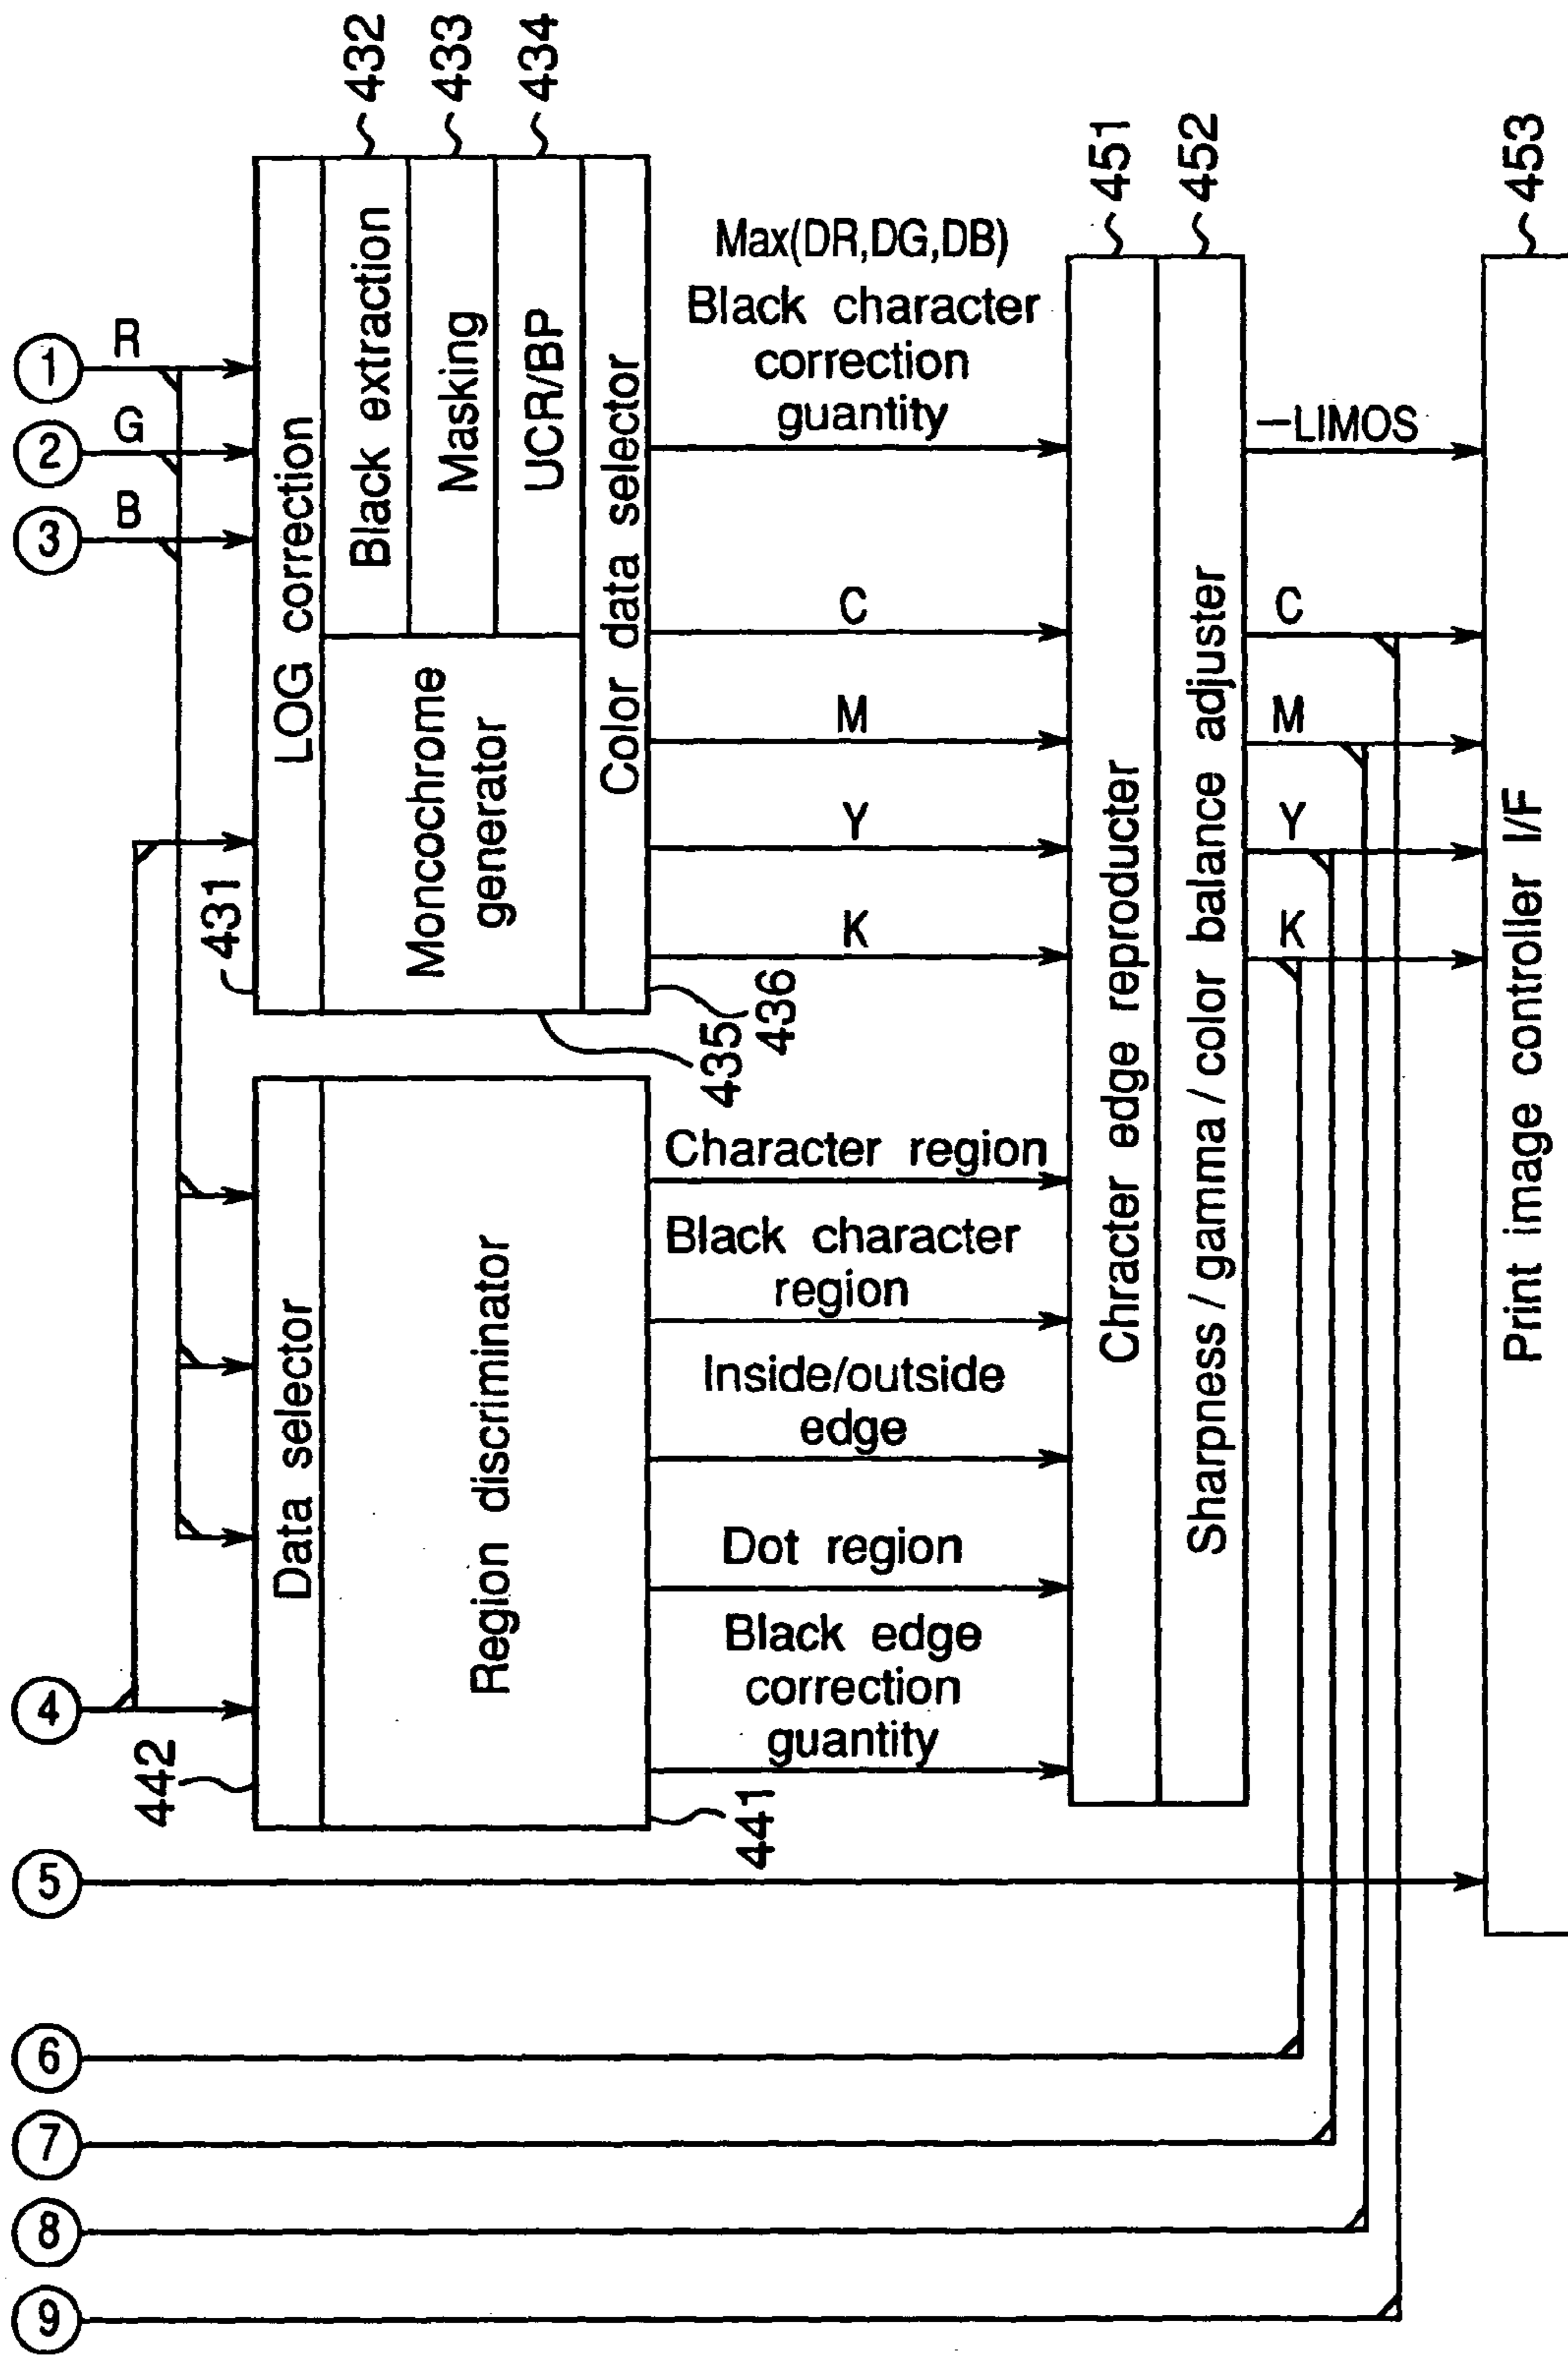 1
R
2
G
3
B
4
5
6
7
8
9
431
432
433
434
435
436
441
442
LOG correction
Black extraction
Masking
UCR/BP
Moncochrome
generator
Color data selector
Data selector
Region discriminator
Max(DR,DG,DB)
Black character
correction
guantity
C
M
Y
K
Character region
Black character
region
Inside/outside
edge
Dot region
Black edge
correction
guantity
451
452
Chracter edge reproducter
Sharpness / gamma / color balance adjuster
—LIMOS
C
M
Y
K
453
Print image controller I/F